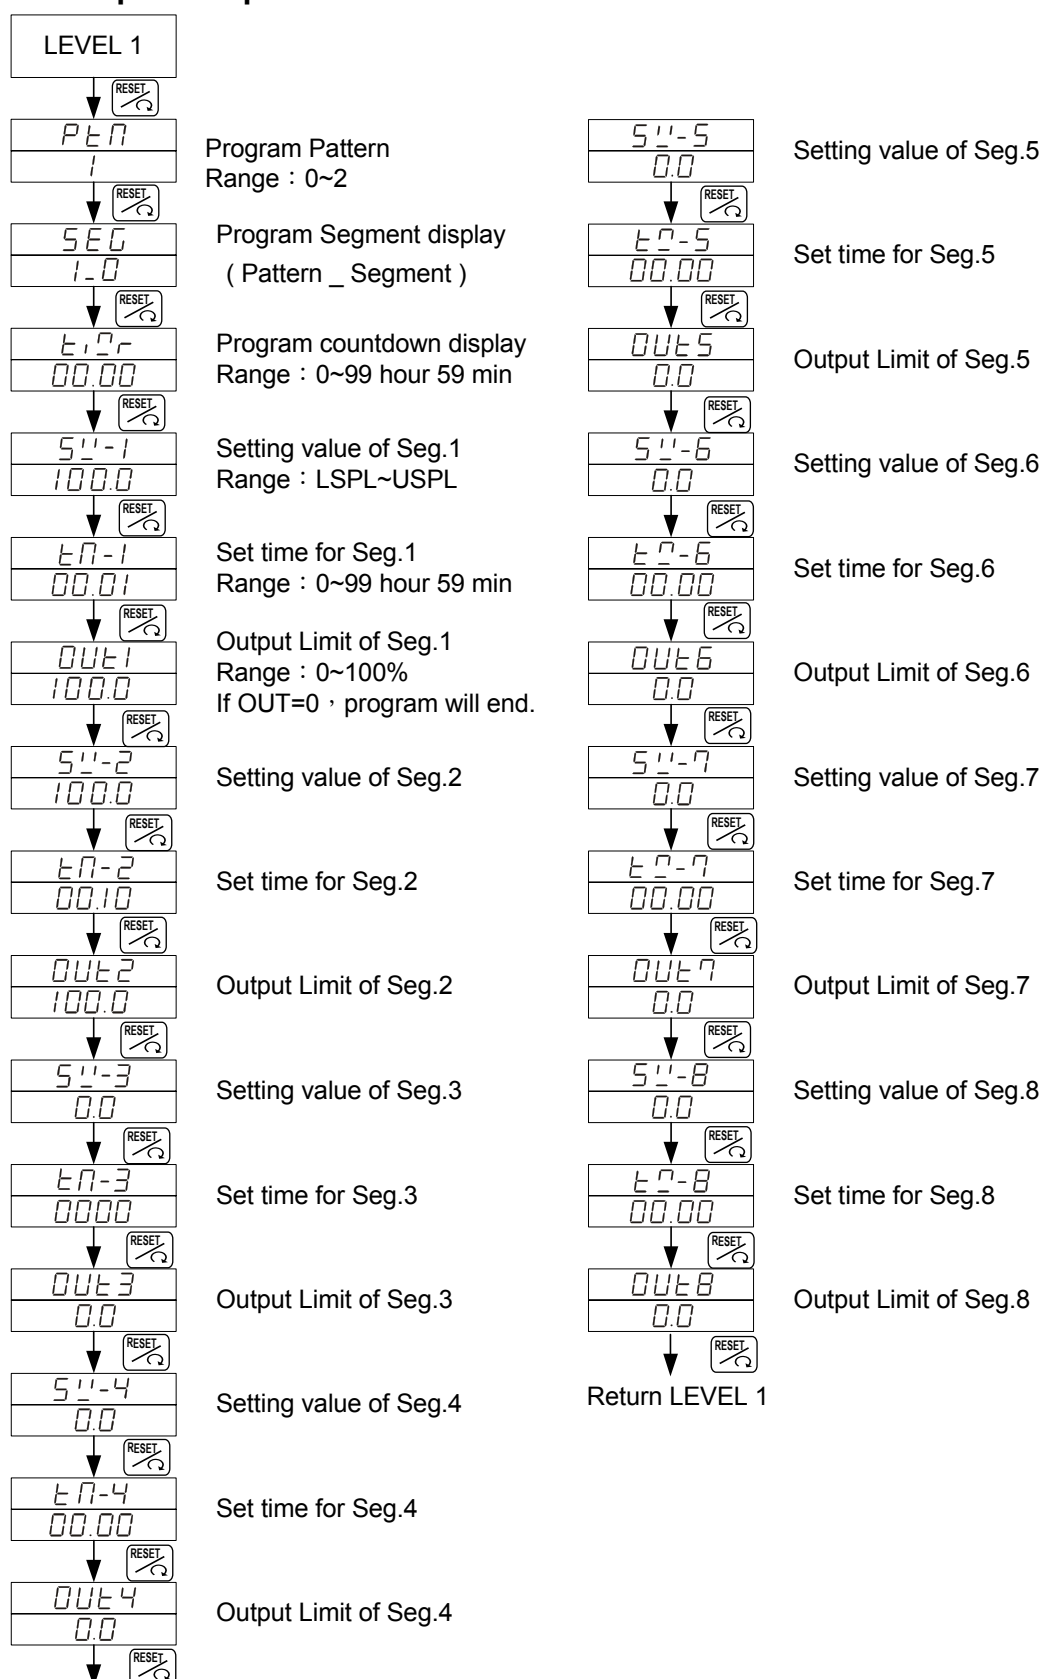 LEVEL 1
RESET
PtM
1
Program Pattern
Range：0~2
RESET
SEG
1_0
Program Segment display
( Pattern _ Segment )
RESET
timr
00.00
Program countdown display
Range：0~99 hour 59 min
RESET
SV-1
100.0
Setting value of Seg.1
Range：LSPL~USPL
RESET
tM-1
00.01
Set time for Seg.1
Range：0~99 hour 59 min
RESET
OUt1
100.0
Output Limit of Seg.1
Range：0~100%
If OUT=0，program will end.
RESET
SV-2
100.0
Setting value of Seg.2
RESET
tM-2
00.10
Set time for Seg.2
RESET
OUt2
100.0
Output Limit of Seg.2
RESET
SV-3
0.0
Setting value of Seg.3
RESET
tM-3
0000
Set time for Seg.3
RESET
OUt3
0.0
Output Limit of Seg.3
RESET
SV-4
0.0
Setting value of Seg.4
RESET
tM-4
00.00
Set time for Seg.4
RESET
OUt4
0.0
Output Limit of Seg.4
RESET
SV-5
0.0
Setting value of Seg.5
RESET
tM-5
00.00
Set time for Seg.5
RESET
OUt5
0.0
Output Limit of Seg.5
RESET
SV-6
0.0
Setting value of Seg.6
RESET
tM-6
00.00
Set time for Seg.6
RESET
OUt6
0.0
Output Limit of Seg.6
RESET
SV-7
0.0
Setting value of Seg.7
RESET
tM-7
00.00
Set time for Seg.7
RESET
OUt7
0.0
Output Limit of Seg.7
RESET
SV-8
0.0
Setting value of Seg.8
RESET
tM-8
00.00
Set time for Seg.8
RESET
OUt8
0.0
Output Limit of Seg.8
RESET
Return LEVEL 1